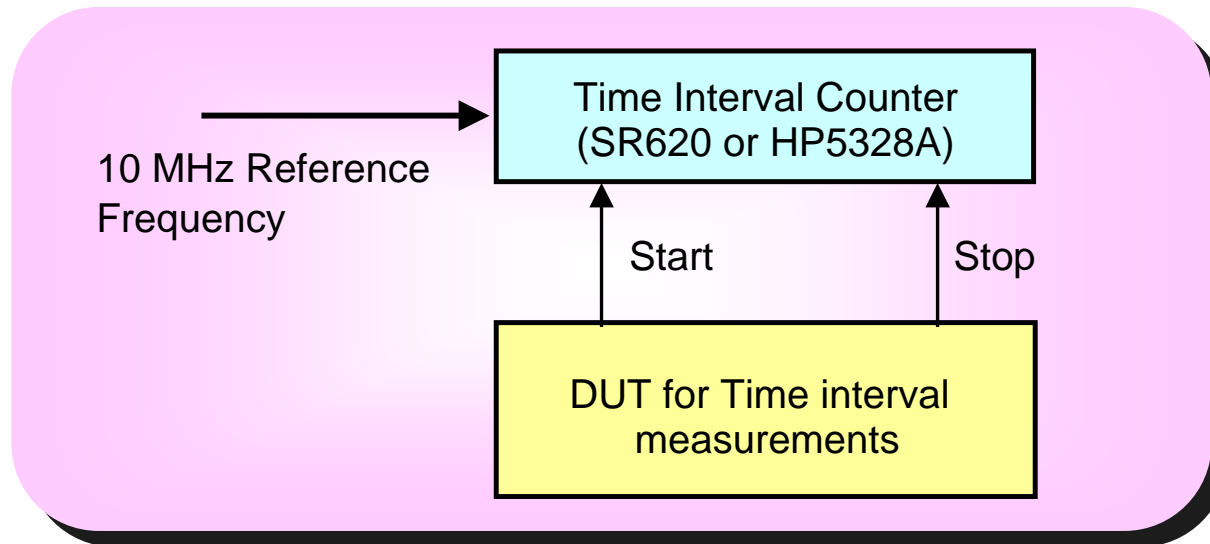 Time Interval Counter
(SR620 or HP5328A)
10 MHz Reference
Frequency
Start
Stop
DUT for Time interval
measurements